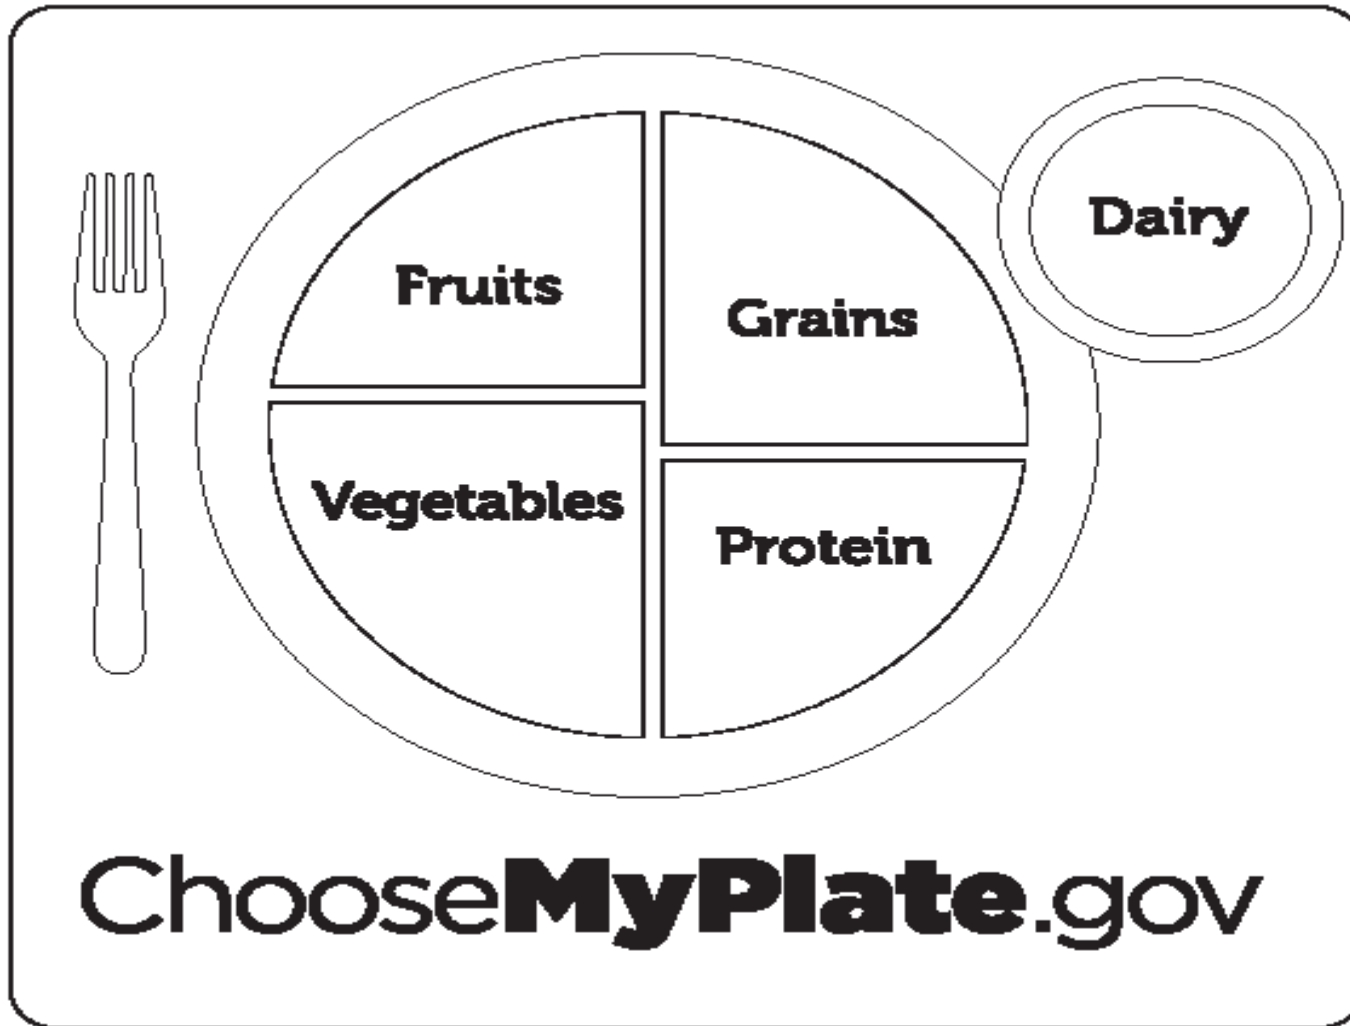 Dairy
Fruits
Grains
Vegetables
Protein
ChooseMyPlate.gov